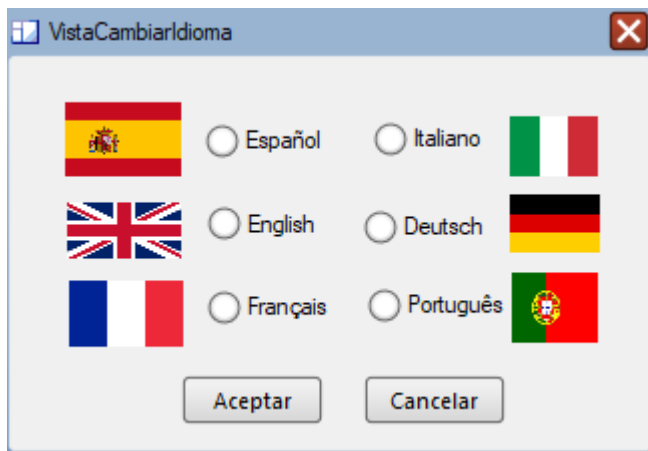 VistaCambiarIdioma
Español Italiano
English Deutsch
Français Português
Aceptar Cancelar